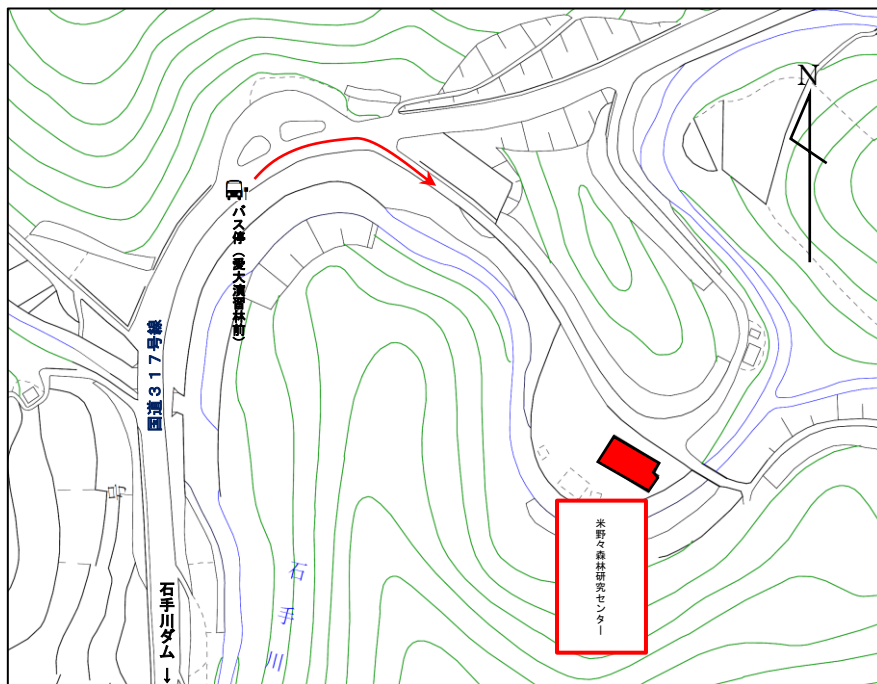 N
バス停（愛大演習林前）
国道３１７号線
米野々森林研究センター
石手川ダム
↓
石手川